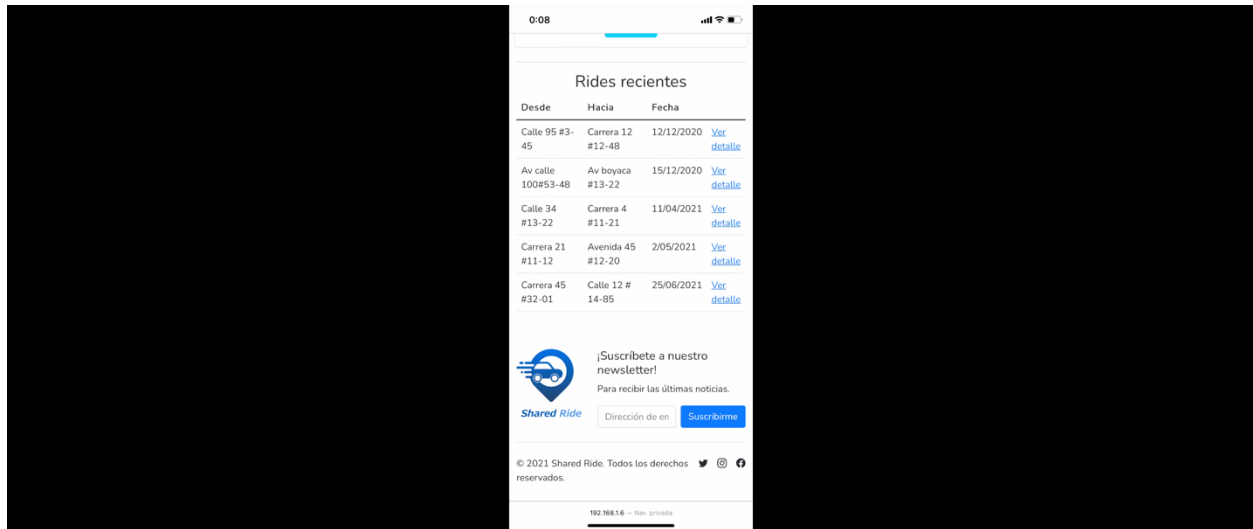 0:08
Rides recientes
Desde Hacia Fecha
Calle 95 #3- Carrera 12 12/12/2020 Ver
45 #12-48 detalle
Av calle Av boyaca 15/12/2020 Ver
100#53-48 #13-22 detalle
Calle 34 Carrera 4 11/04/2021 Ver
#13-22 #11-21 detalle
Carrera 21 Avenida 45 2/05/2021 Ver
#11-12 #12-20 detalle
Carrera 45 Calle 12 # 25/06/2021 Ver
#32-01 14-85 detalle
¡Suscríbete a nuestro
newsletter!
Para recibir las últimas noticias.
Shared Ride
Dirección de en Suscribirme
© 2021 Shared Ride. Todos los derechos
reservados.
192.168.1.6 — Nav. privada